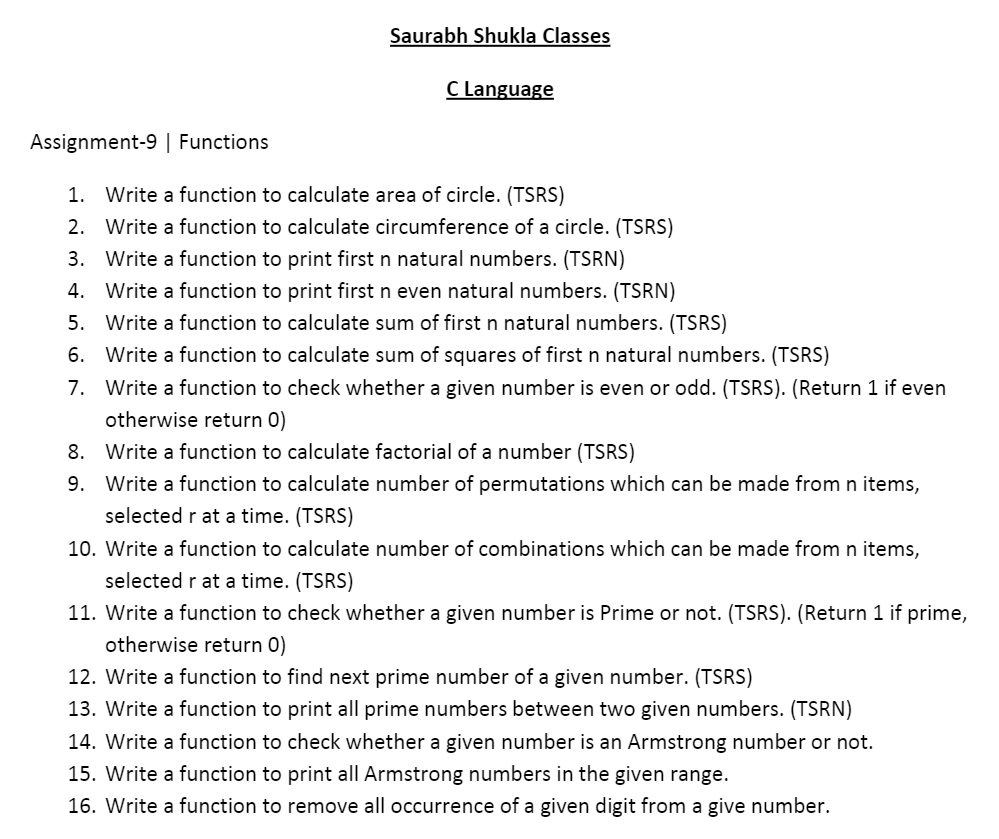 Saurabh Shukla Classes
C Language
Assignment-9 | Functions
1. Write a function to calculate area of circle. (TSRS)
2. Write a function to calculate circumference of a circle. (TSRS)
3. Write a function to print first n natural numbers. (TSRN)
4. Write a function to print first n even natural numbers. (TSRN)
5. Write a function to calculate sum of first n natural numbers. (TSRS)
6. Write a function to calculate sum of squares of first n natural numbers. (TSRS)
7. Write a function to check whether a given number is even or odd. (TSRS). (Return 1 if even
otherwise return 0)
8. Write a function to calculate factorial of a number (TSRS)
9. Write a function to calculate number of permutations which can be made from n items,
selected r at a time. (TSRS)
10. Write a function to calculate number of combinations which can be made from n items,
selected r at a time. (TSRS)
11. Write a function to check whether a given number is Prime or not. (TSRS). (Return 1 if prime,
otherwise return 0)
12. Write a function to find next prime number of a given number. (TSRS)
13. Write a function to print all prime numbers between two given numbers. (TSRN)
14. Write a function to check whether a given number is an Armstrong number or not.
15. Write a function to print all Armstrong numbers in the given range.
16. Write a function to remove all occurrence of a given digit from a give number.